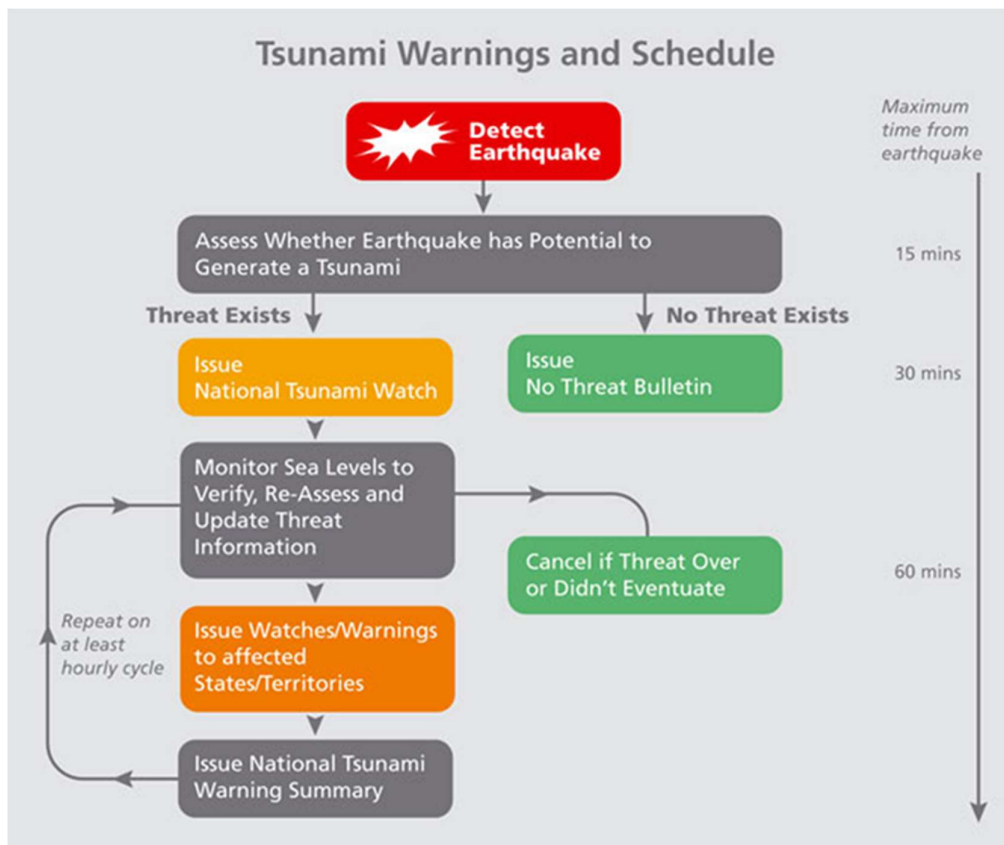 Tsunami Warnings and Schedule
Maximum
time from
earthquake
Detect
Earthquake
Assess Whether Earthquake has Potential to
Generate a Tsunami
15 mins
Threat Exists
No Threat Exists
Issue
National Tsunami Watch
Issue
No Threat Bulletin
30 mins
Monitor Sea Levels to
Verify, Re-Assess and
Update Threat
Information
Cancel if Threat Over
or Didn't Eventuate
60 mins
Repeat on
at least
hourly cycle
Issue Watches/Warnings
to affected
States/Territories
Issue National Tsunami
Warning Summary